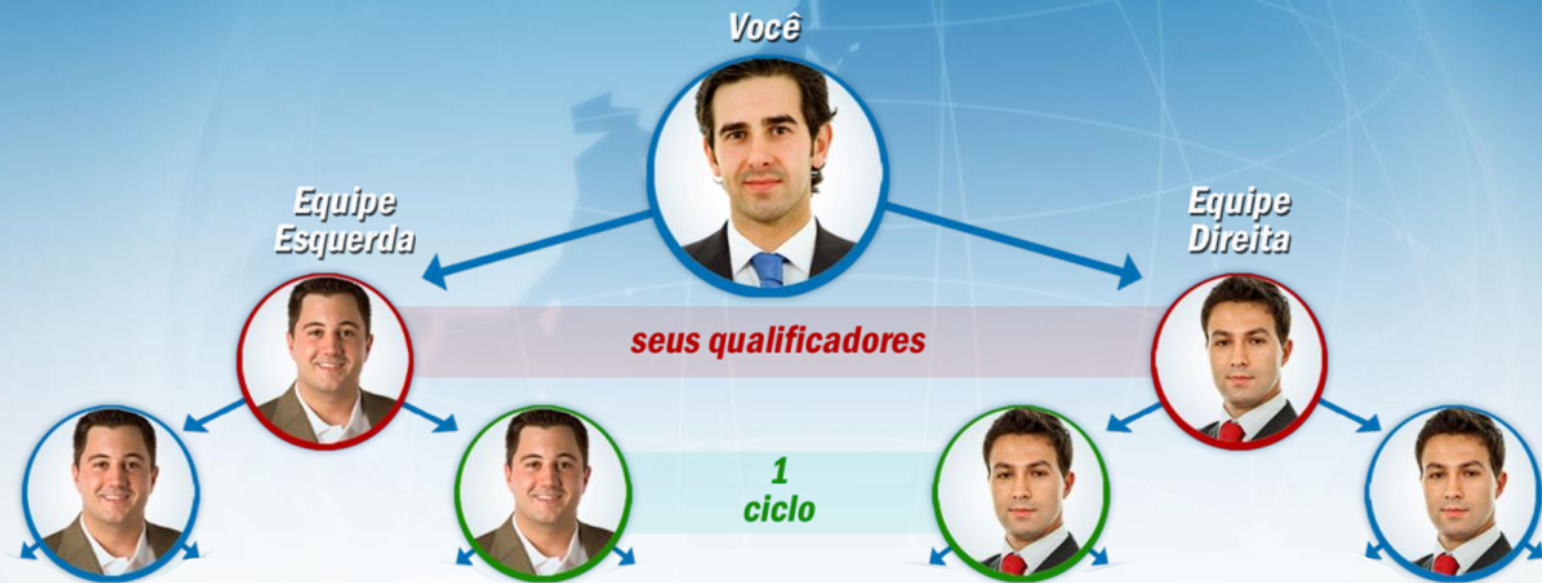 Você
Equipe
Esquerda
Equipe
Direita
seus qualificadores
1
ciclo